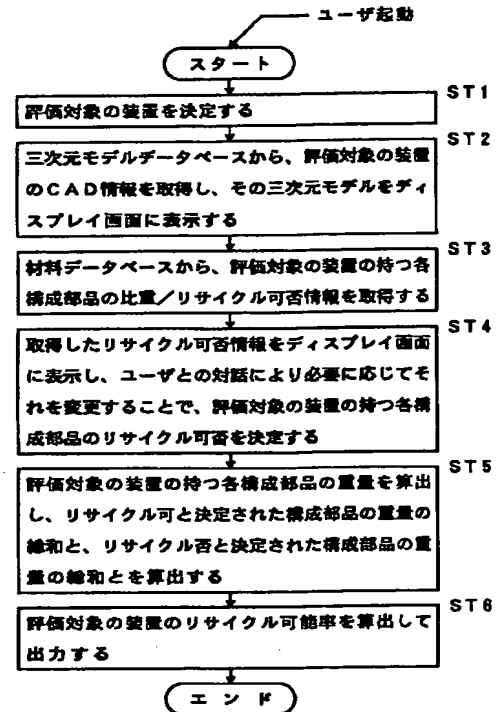 ユーザ起動
スタート
ST1
評価対象の装置を決定する
ST2
三次元モデルデータベースから、評価対象の装置
のCAD情報を取得し、その三次元モデルをディ
スプレイ画面に表示する
ST3
材料データベースから、評価対象の装置の持つ各
構成部品の比重／リサイクル可否情報を取得する
ST4
取得したリサイクル可否情報をディスプレイ画面
に表示し、ユーザとの対話により必要に応じてそ
れを変更することで、評価対象の装置の持つ各構
成部品のリサイクル可否を決定する
ST5
評価対象の装置の持つ各構成部品の重量を算出
し、リサイクル可と決定された構成部品の重量の
総和と、リサイクル否と決定された構成部品の重
量の総和とを算出する
ST6
評価対象の装置のリサイクル可能率を算出して
出力する
エンド